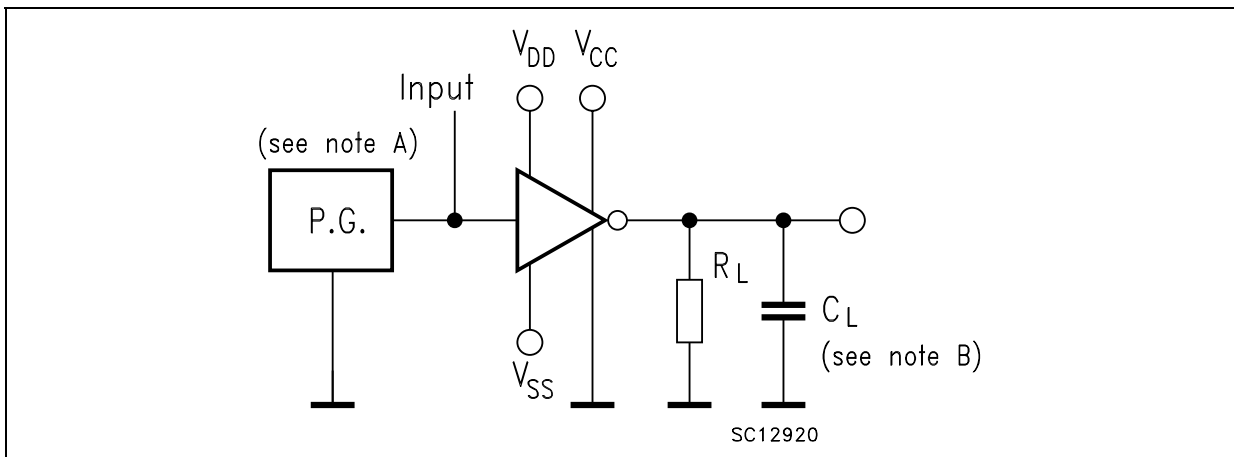 V_DD
V_CC
Input
(see note A)
P.G.
R_L
C_L
(see note B)
V_SS
SC12920